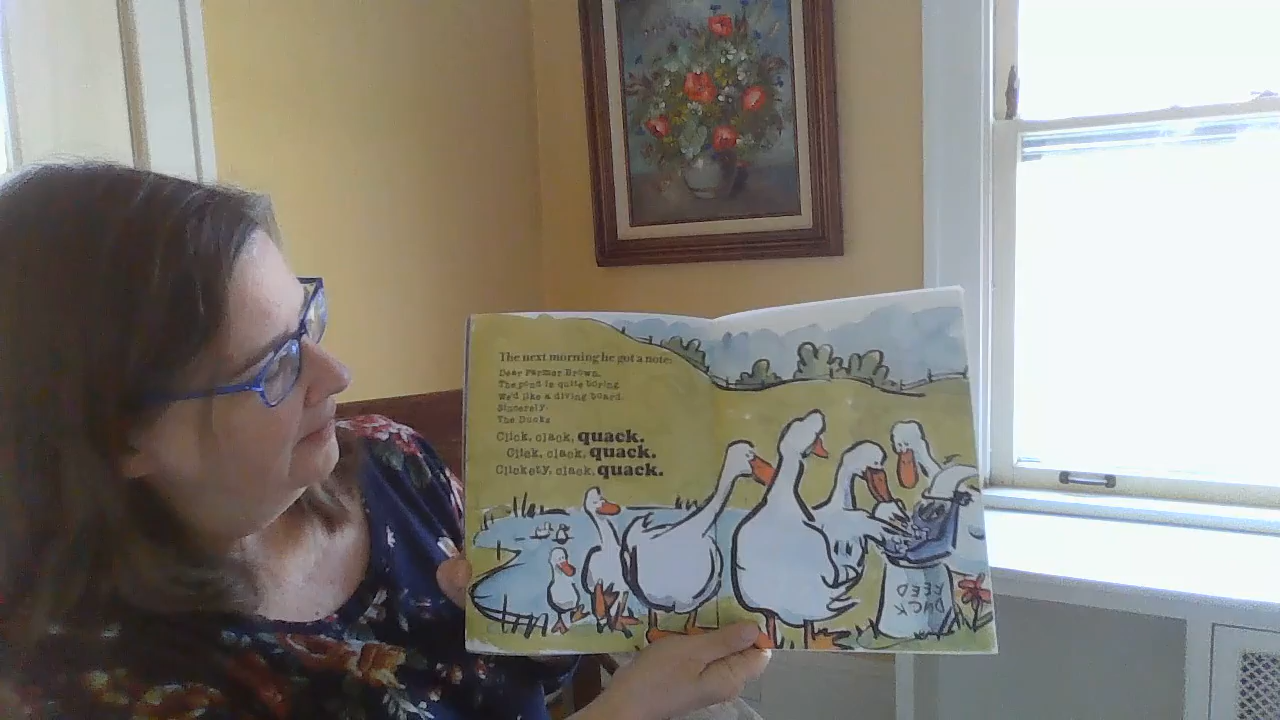 The next morning he got a note:
Dear Farmer Brown,
The pond is quite boring.
We'd like a diving board.
Sincerely,
The Ducks
Click, clack, quack.
Click, clack, quack.
Clickety, clack, quack.
DUCK
FEED